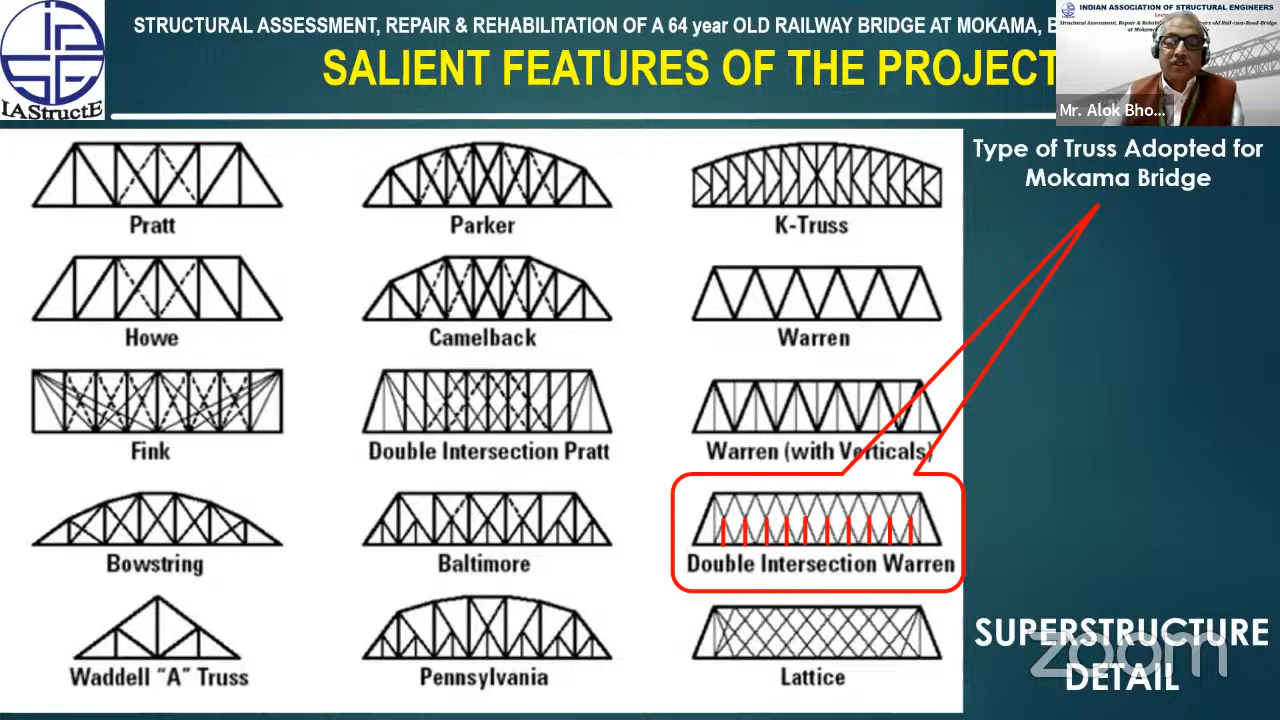 STRUCTURAL ASSESSMENT, REPAIR & REHABILITATION OF A 64 year OLD RAILWAY BRIDGE AT MOKAMA, B
SALIENT FEATURES OF THE PROJECT
IAStructE
INDIAN ASSOCIATION OF STRUCTURAL ENGINEERS
Mr. Alok Bho...
Type of Truss Adopted for
Mokama Bridge
Pratt
Parker
K-Truss
Howe
Camelback
Warren
Fink
Double Intersection Pratt
Warren (with Verticals)
Bowstring
Baltimore
Double Intersection Warren
Waddell “A” Truss
Pennsylvania
Lattice
SUPERSTRUCTURE
DETAIL
zoom